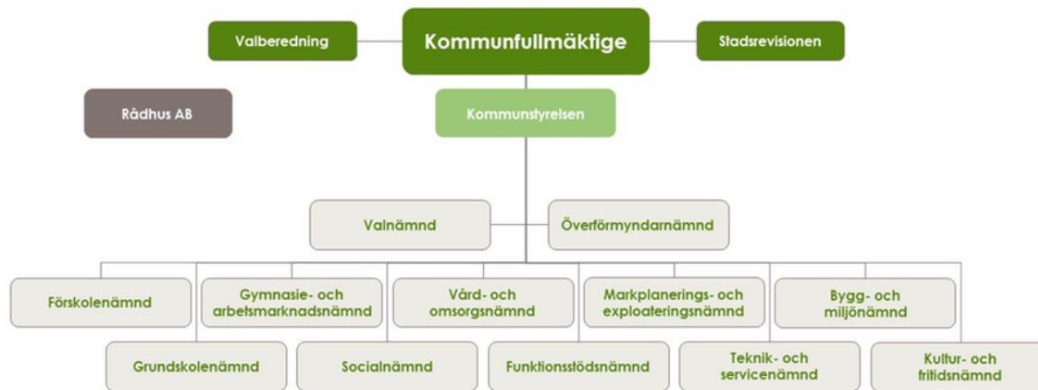 Valberedning
Kommunfullmäktige
Stadsrevisionen
Rådhus AB
Kommunstyrelsen
Valnämnd
Överförmyndarnämnd
Förskolenämnd
Gymnasie- och
arbetsmarknadsnämnd
Vård- och
omsorgsnämnd
Markplanerings- och
exploateringsnämnd
Bygg- och
miljönämnd
Grundskolenämnd
Socialnämnd
Funktionsstödsnämnd
Teknik- och
servicenämnd
Kultur- och
fritidsnämnd